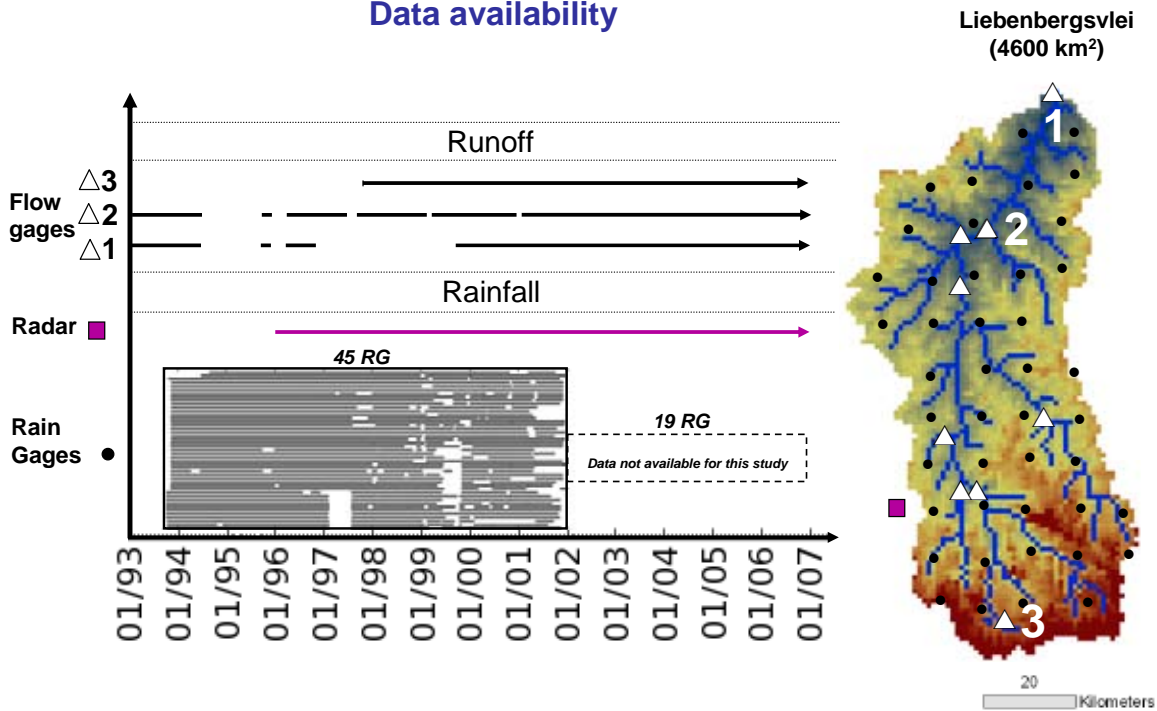 Data availability
Liebenbergsvlei
(4600 km²)
Runoff
Flow
gages
△3
△2
△1
Rainfall
Radar
45 RG
Rain
Gages
19 RG
Data not available for this study
01/93
01/94
01/95
01/96
01/97
01/98
01/99
01/00
01/01
01/02
01/03
01/04
01/05
01/06
01/07
1
2
3
20
Kilometers